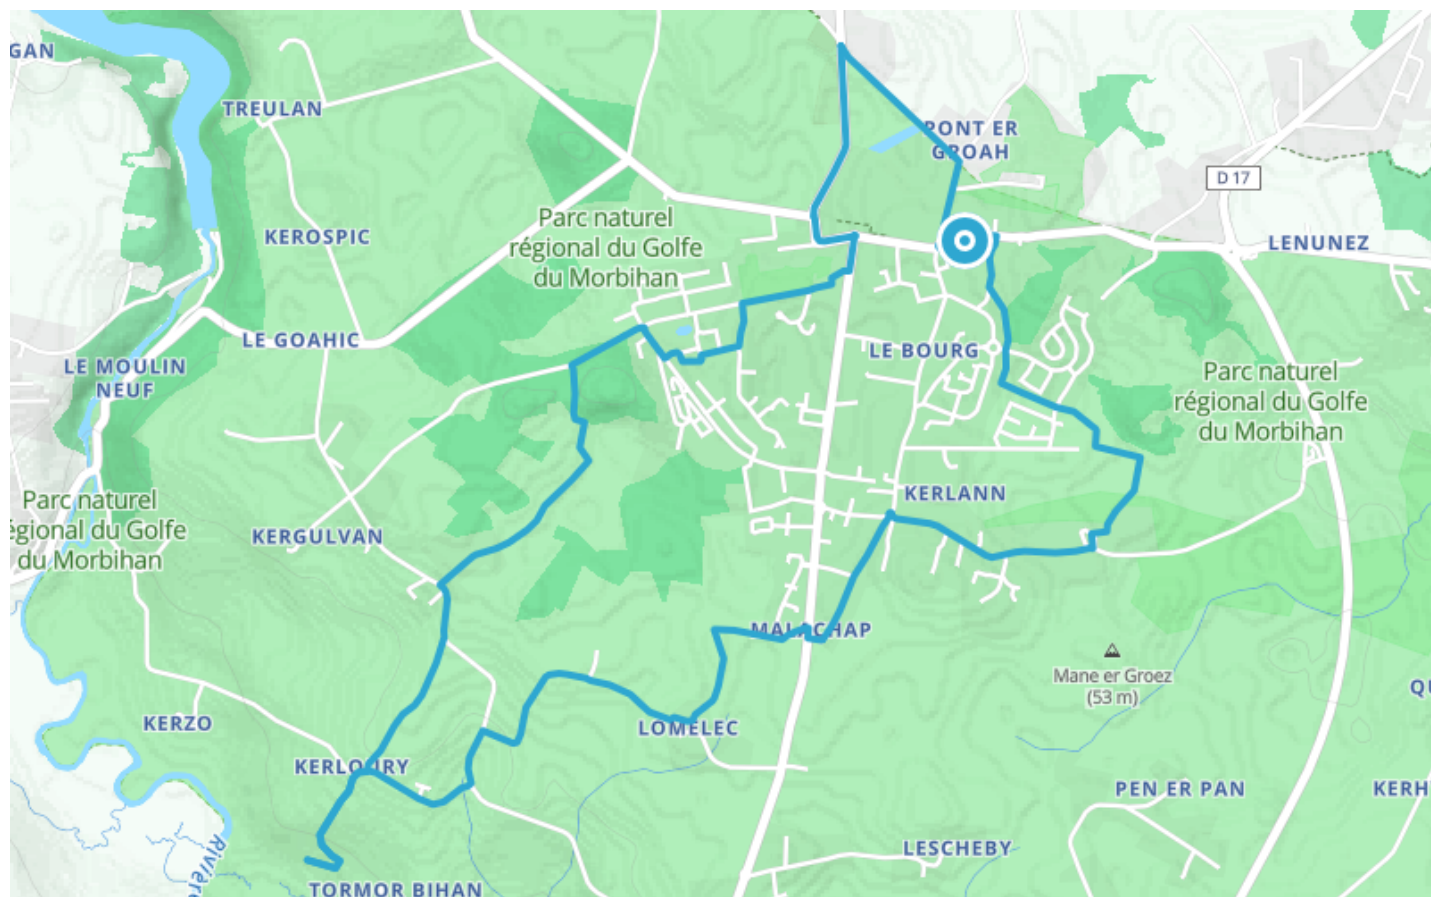 GAN
TREULAN
PONT ER
GROAH
D 17
Parc naturel
régional du Golfe
du Morbihan
KEROSPIC
LENUNEZ
LE GOAHIC
LE BOURG
LE MOULIN
NEUF
Parc naturel
régional du Golfe
du Morbihan
KERLANN
Parc naturel
égional du Golfe
du Morbihan
KERGULVAN
MALACHAP
Mane er Groez
(53 m)
QU
KERZO
LOMELEC
KERLOURY
PEN ER PAN
KERH
LESCHEBY
Rivièr
TORMOR BIHAN